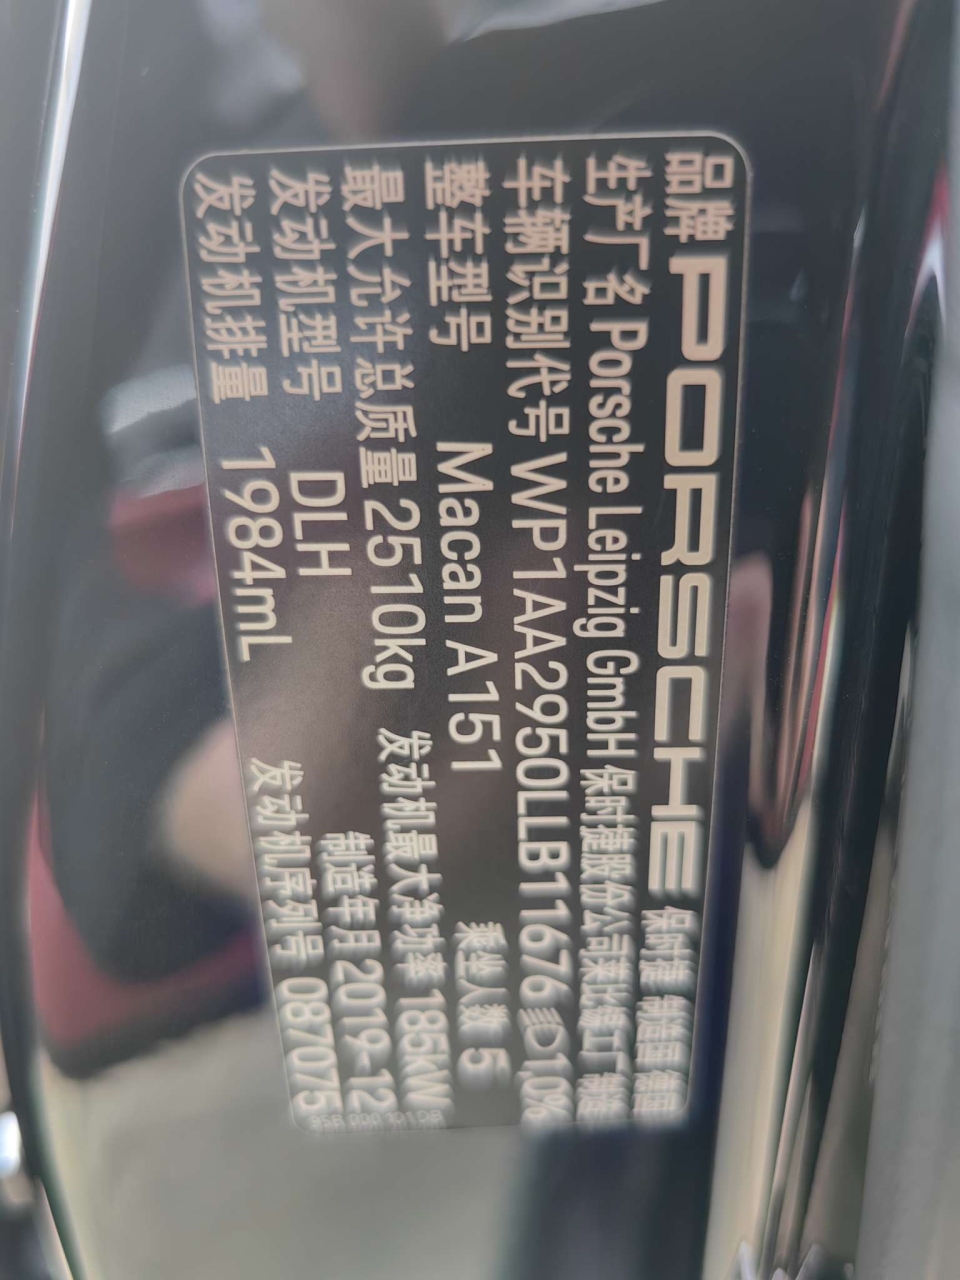 品牌 PORSCHE 保时捷 制造国 德国
生产厂名 Porsche Leipzig GmbH 保时捷股份公司莱比锡工厂 制造
车辆识别代号 WP1AA2950LLB11676 1,0%
整车型号 Macan A151 乘坐人数 5
最大允许总质量 2510kg 发动机最大净功率 185KW
发动机型号 DLH 制造年月 2019-12
发动机排量 1984mL 发动机序列号 087075